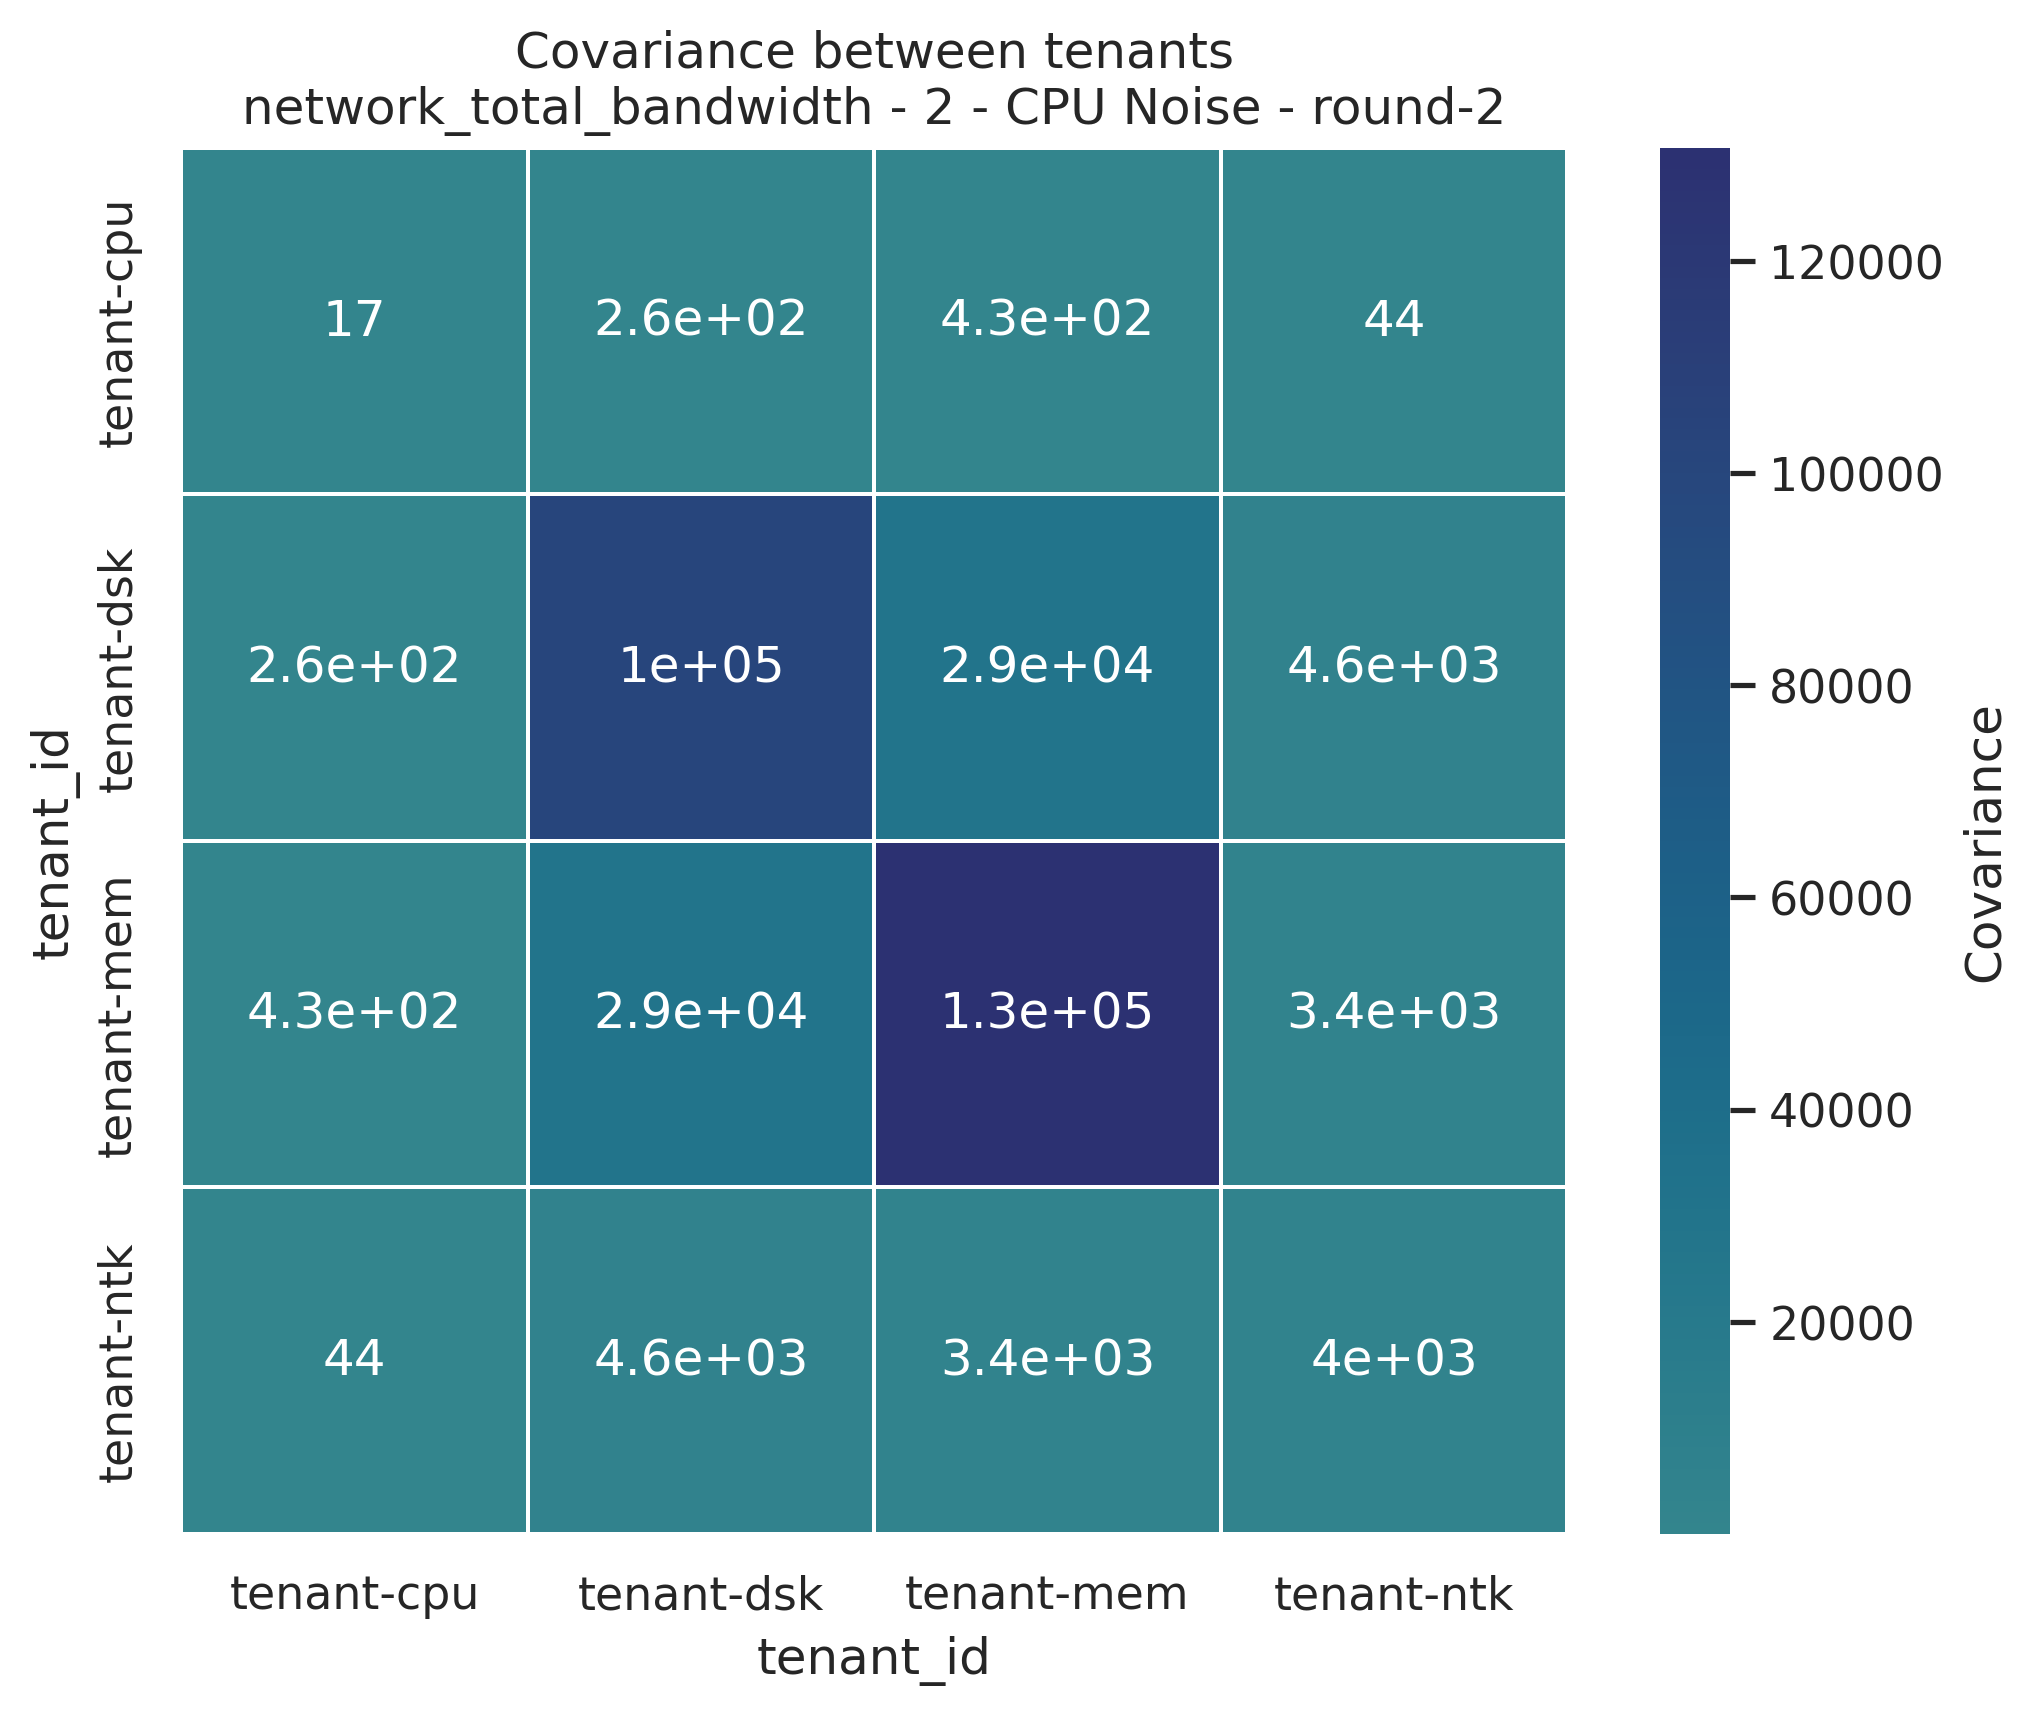 Covariance between tenants
network_total_bandwidth - 2 - CPU Noise - round-2
tenant_id
tenant-cpu
17 2.6e+02 4.3e+02 44
tenant-dsk
2.6e+02 1e+05 2.9e+04 4.6e+03
tenant-mem
4.3e+02 2.9e+04 1.3e+05 3.4e+03
tenant-ntk
44 4.6e+03 3.4e+03 4e+03
tenant-cpu tenant-dsk tenant-mem tenant-ntk
tenant_id
120000
100000
80000
60000
40000
20000
Covariance